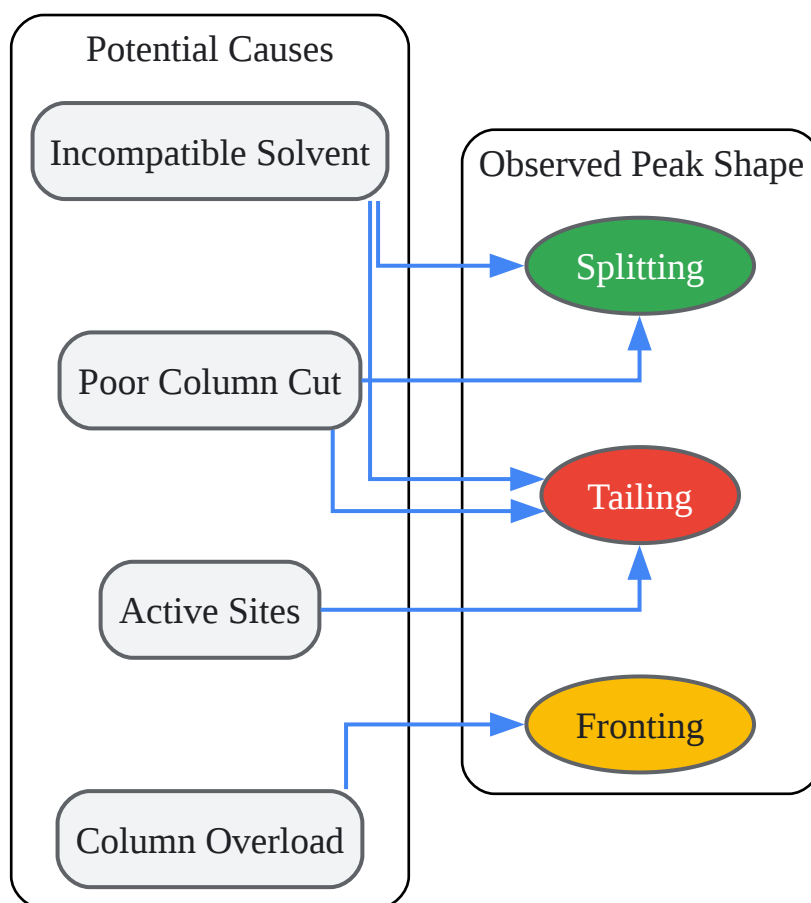 Potential Causes
Incompatible Solvent
Poor Column Cut
Active Sites
Column Overload
Observed Peak Shape
Splitting
Tailing
Fronting